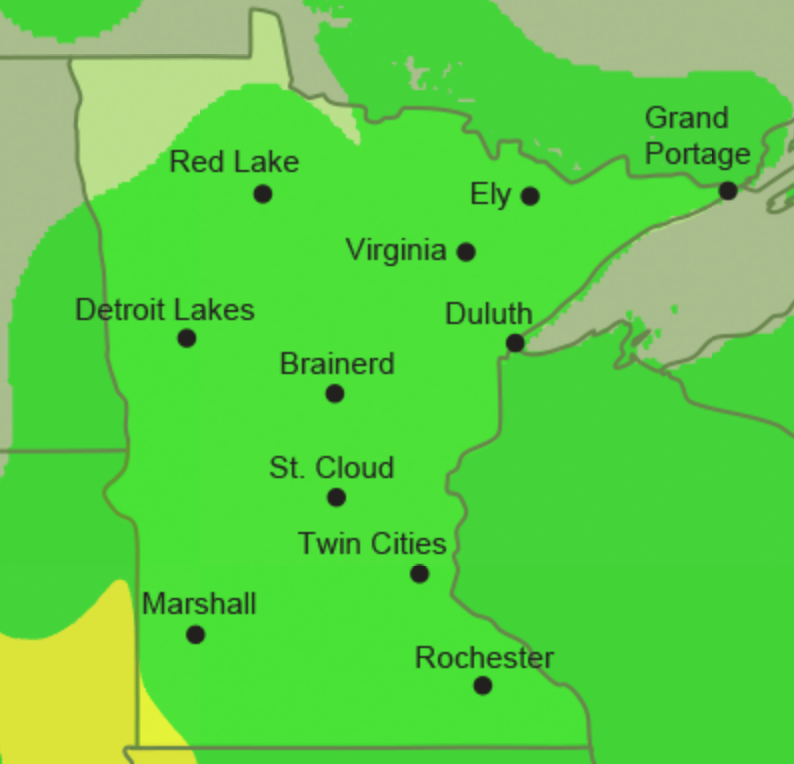 Grand
Portage
Red Lake
Ely
Virginia
Detroit Lakes
Duluth
Brainerd
St. Cloud
Twin Cities
Marshall
Rochester